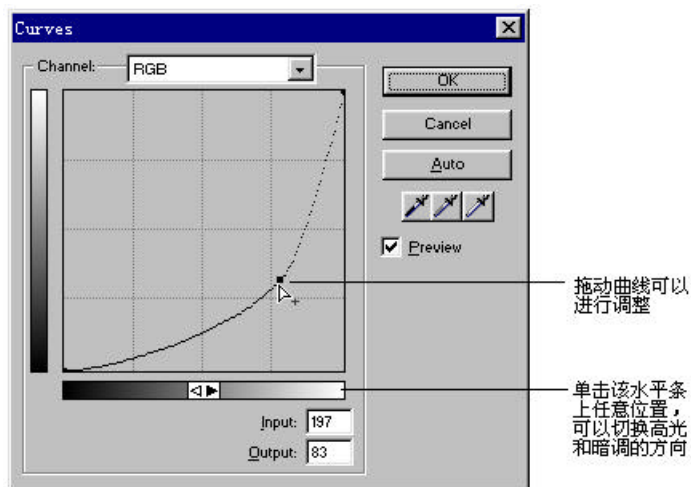 Curves
Channel: RGB
OK
Cancel
Auto
Preview
拖动曲线可以
进行调整
单击该水平条
上任意位置，
可以切换高光
和暗调的方向
Input: 197
Output: 83